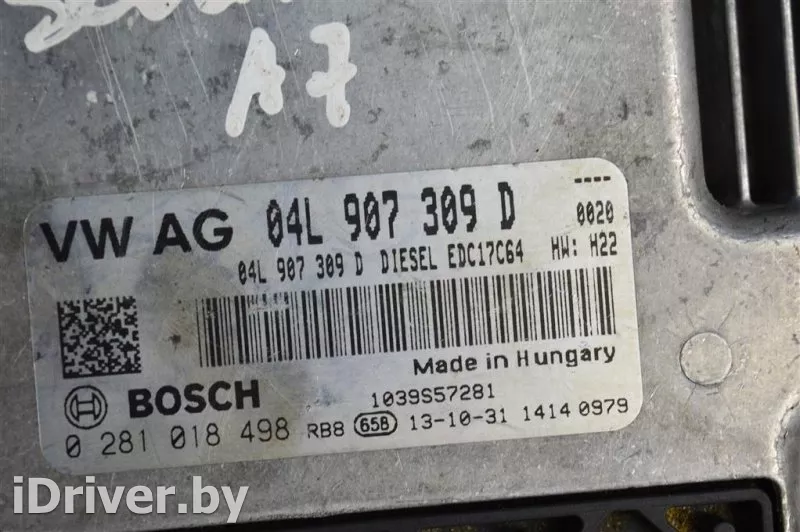 A7
----
VW AG 04L 907 309 D 0020
04L 907 309 D DIESEL EDC17C64 HW: H22
Made in Hungary
BOSCH 1039S57281
0 281 018 498 RB8 658 13-10-31 1414 0979
iDriver.by